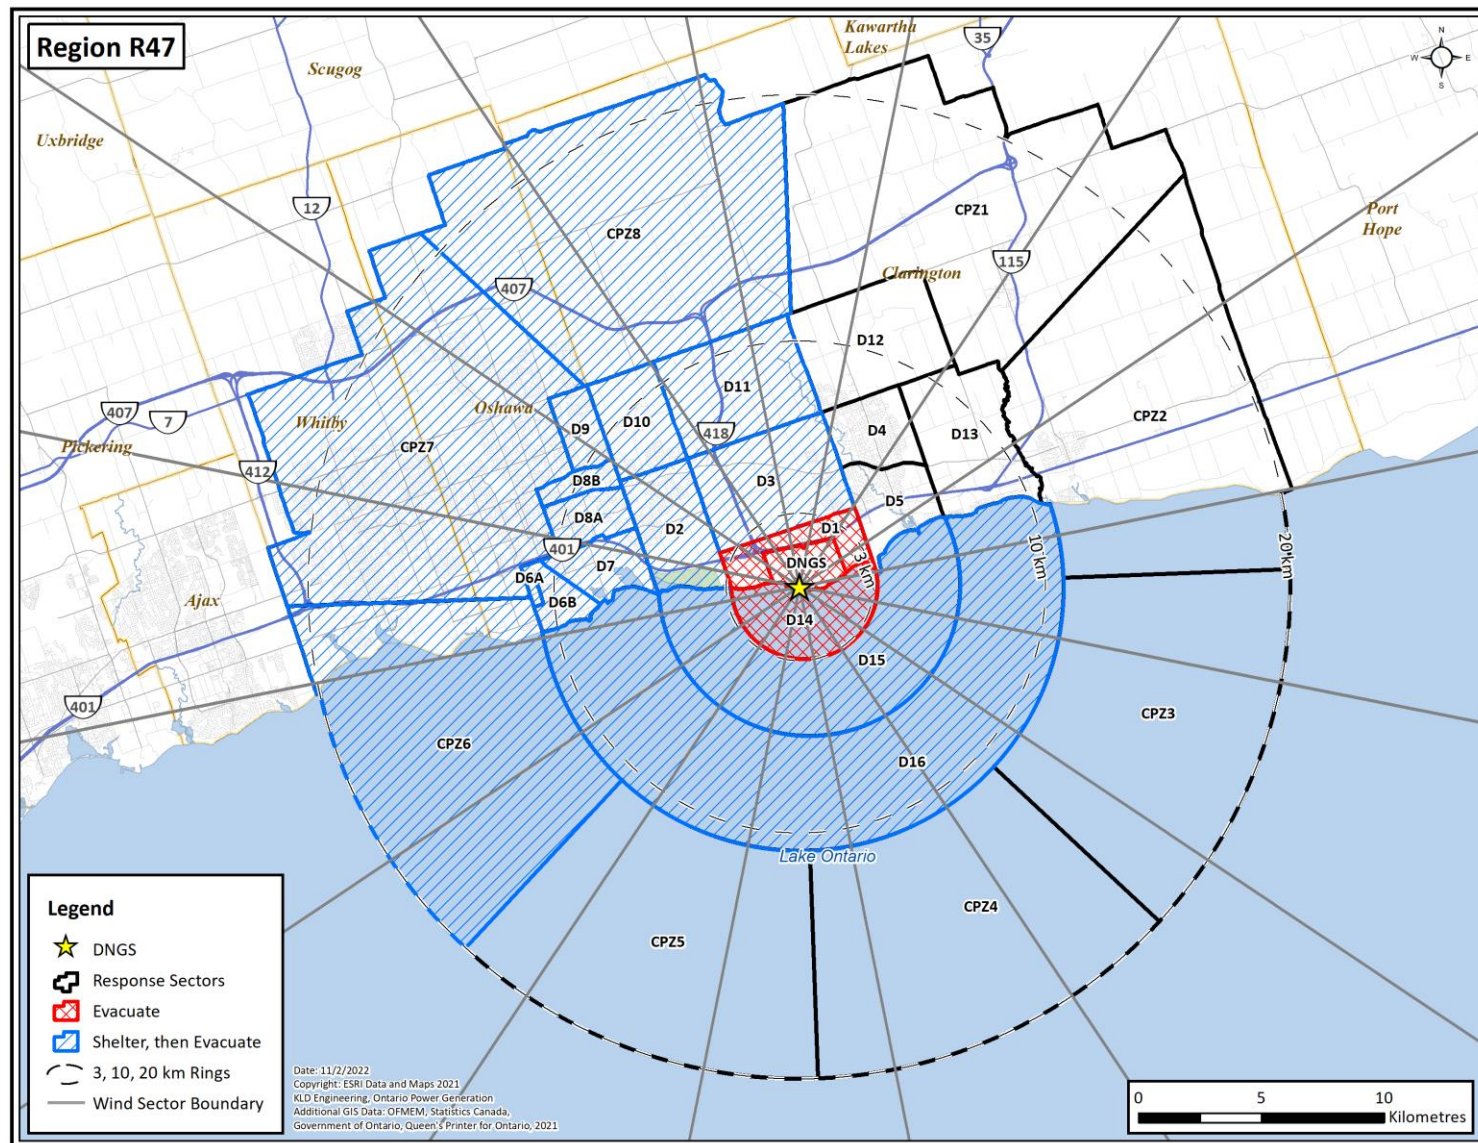 Region R47
Kawartha
Lakes
35
N
W E
S
Scugog
Uxbridge
12
CPZ1
Port
Hope
CPZ8
115
Clarington
407
D12
D11
407
7
Oshawa
Whitby
D10
D9
418
D4
D13
CPZ2
Pickering
CPZ7
412
D8B
D3
D5
D8A
D2
D1
401
D7
DNGS
3 km
10 km
20 km
D6A
D6B
Ajax
D14
D15
401
CPZ6
CPZ3
D16
Lake Ontario
CPZ5
CPZ4
Legend
DNGS
Response Sectors
Evacuate
Shelter, then Evacuate
3, 10, 20 km Rings
Wind Sector Boundary
Date: 11/2/2022
Copyright: ESRI Data and Maps 2021
KLD Engineering, Ontario Power Generation
Additional GIS Data: OFMEM, Statistics Canada,
Government of Ontario, Queen's Printer for Ontario, 2021
0 5 10
Kilometres